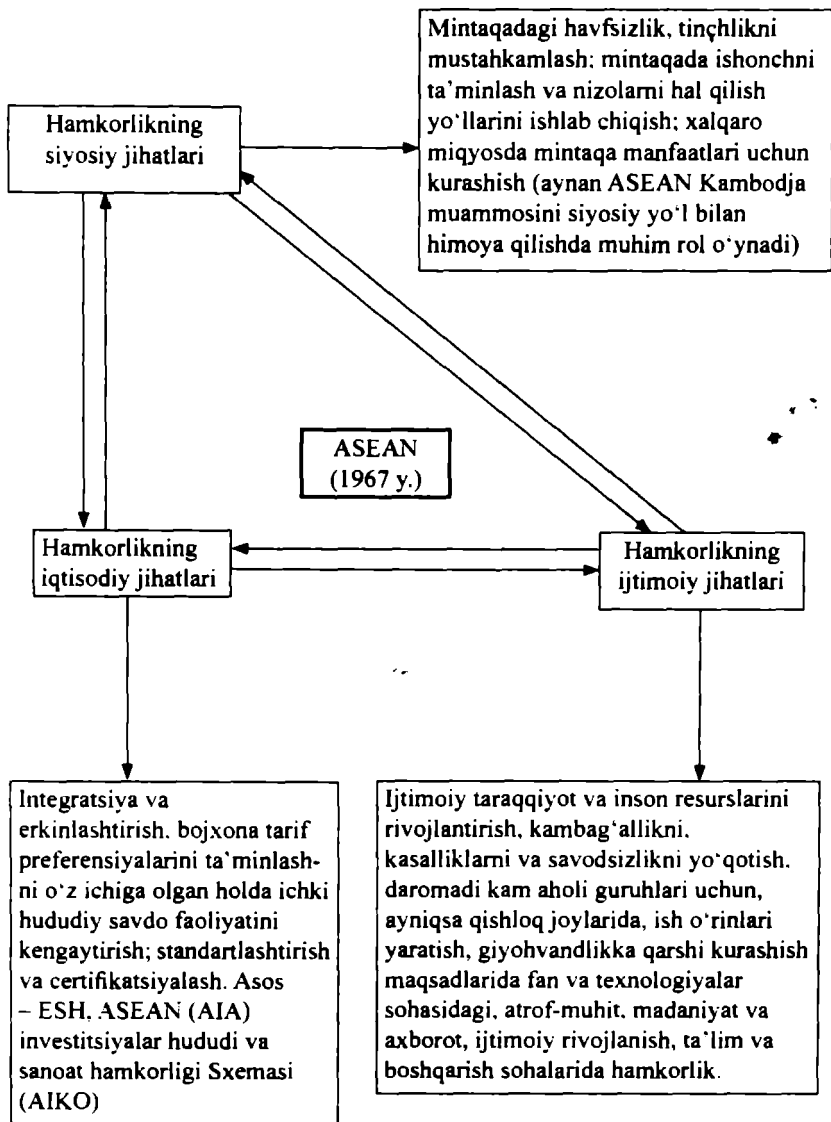 Mintaqadagi havfsizlik, tinçhlikni
mustahkamlash; mintaqada ishonchni
ta'minlash va nizolarni hal qilish
yo‘llarini ishlab chiqish; xalqaro
miqyosda mintaqa manfaatlari uchun
kurashish (aynan ASEAN Kambodja
muammosini siyosiy yo‘l bilan
himoya qilishda muhim rol o‘ynadi)
Hamkorlikning
siyosiy jihatlari
ASEAN
(1967 y.)
Hamkorlikning
iqtisodiy jihatlari
Hamkorlikning
ijtimoiy jihatlari
Integratsiya va
erkinlashtirish. bojxona tarif
preferensiyalarini ta'minlash-
ni o‘z ichiga olgan holda ichki
hududiy savdo faoliyatini
kengaytirish; standartlashtirish
va certifikatsiyalash. Asos
– ESH, ASEAN (AIA)
investitsiyalar hududi va
sanoat hamkorligi Sxemasi
(AIKO)
Ijtimoiy taraqqiyot va inson resurslarini
rivojlantirish, kambag‘allikni.
kasalliklarni va savodsizlikni yo‘qotish.
daromadi kam aholi guruhlari uchun,
ayniqsa qishloq joylarida, ish o‘rinlari
yaratish, giyohvandlikka qarshi kurashish
maqsadlarida fan va texnologiyalar
sohasidagi, atrof-muhit. madaniyat va
axborot, ijtimoiy rivojlanish, ta‘lim va
boshqarish sohalarida hamkorlik.